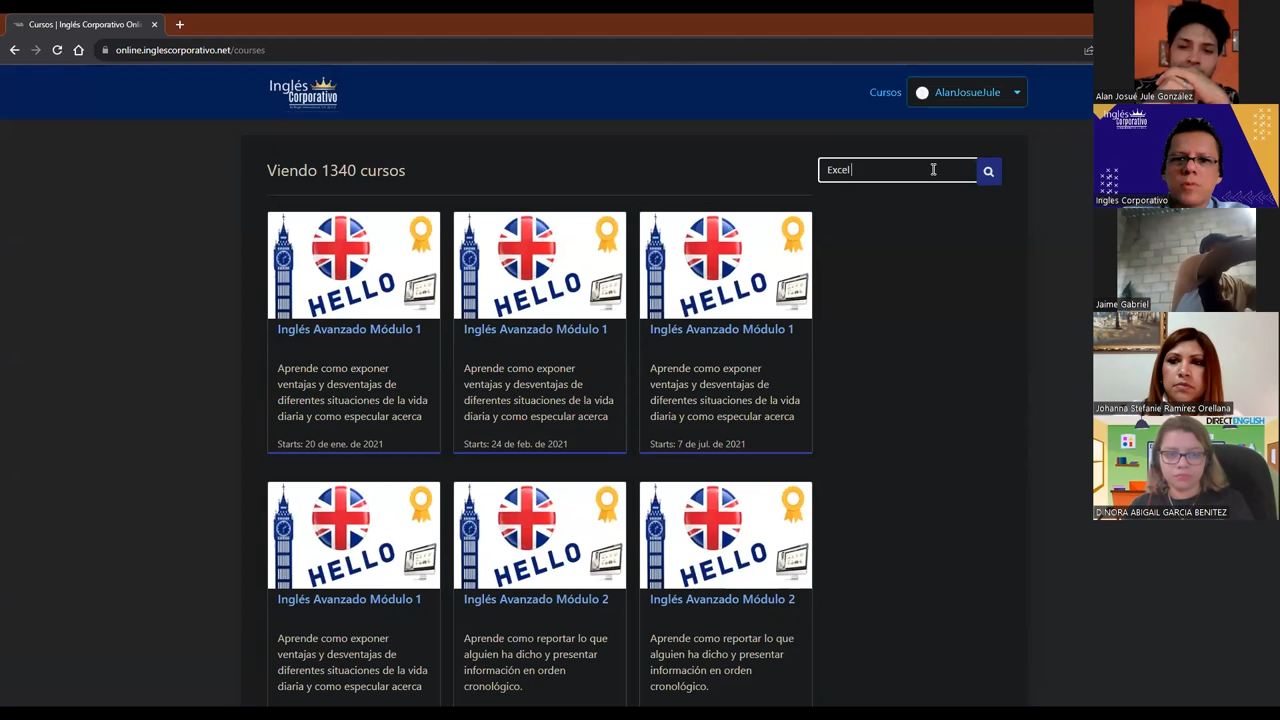 Cursos | Inglés Corporativo Onli
online.inglescorporativo.net/courses
Inglés
Corporativo
Cursos
AlanJosueJule
Viendo 1340 cursos
Excel
HELLO
HELLO
HELLO
Inglés Avanzado Módulo 1
Inglés Avanzado Módulo 1
Inglés Avanzado Módulo 1
Aprende como exponer
ventajas y desventajas de
diferentes situaciones de la vida
diaria y como especular acerca
Aprende como exponer
ventajas y desventajas de
diferentes situaciones de la vida
diaria y como especular acerca
Aprende como exponer
ventajas y desventajas de
diferentes situaciones de la vida
diaria y como especular acerca
Starts: 20 de ene. de 2021
Starts: 24 de feb. de 2021
Starts: 7 de jul. de 2021
HELLO
HELLO
HELLO
Inglés Avanzado Módulo 1
Inglés Avanzado Módulo 2
Inglés Avanzado Módulo 2
Aprende como exponer
ventajas y desventajas de
diferentes situaciones de la vida
diaria y como especular acerca
Aprende como reportar lo que
alguien ha dicho y presentar
información en orden
cronológico.
Aprende como reportar lo que
alguien ha dicho y presentar
información en orden
cronológico.
Alan Josué Jule González
Inglés
Corporativo
Ingles Corporativo
Jaime Gabriel
Johanna Stefanie Ramírez Orellana
DIRECTENGLISH
DINORA ABIGAIL GARCIA BENITEZ